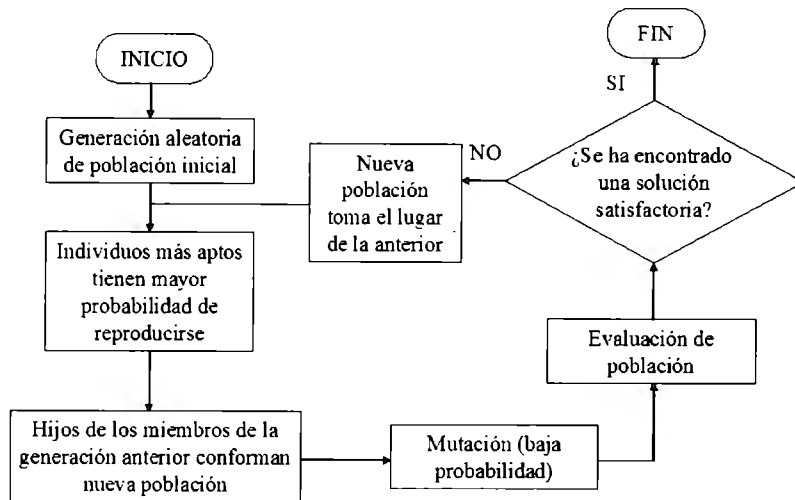 INICIO
Generación aleatoria
de población inicial
Individuos más aptos
tienen mayor
probabilidad de
reproducirse
Hijos de los miembros de la
generación anterior conforman
nueva población
Mutación (baja
probabilidad)
Evaluación de
población
¿Se ha encontrado
una solución
satisfactoria?
SI
FIN
NO
Nueva
población
toma el lugar
de la anterior